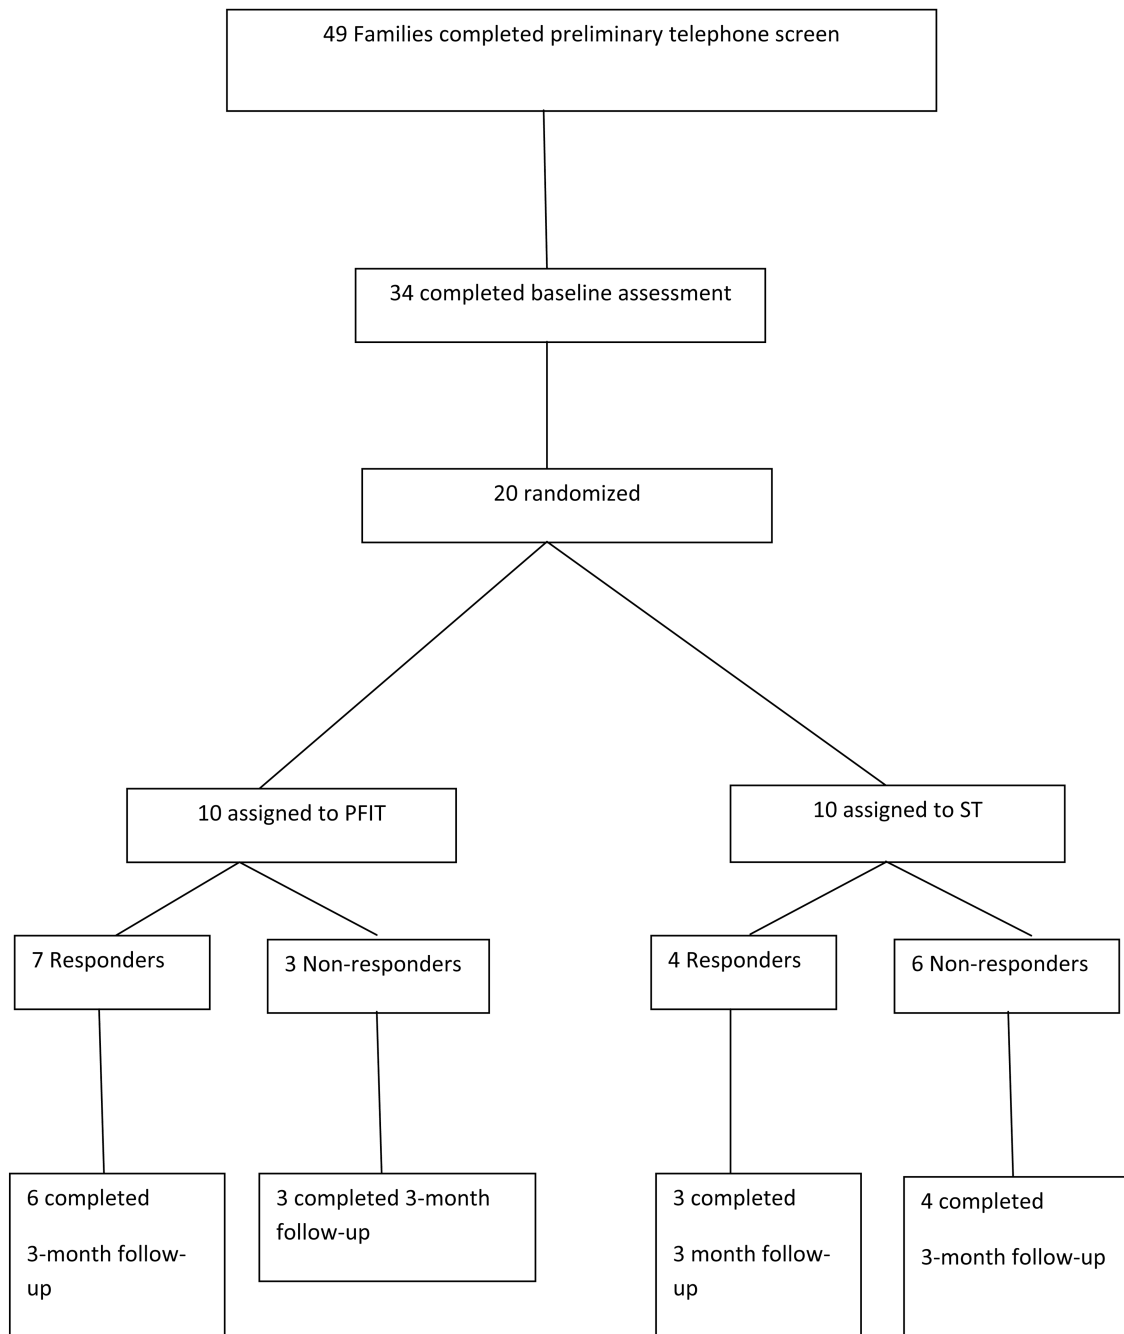 49 Families completed preliminary telephone screen
34 completed baseline assessment
20 randomized
10 assigned to PFIT
10 assigned to ST
7 Responders
3 Non-responders
4 Responders
6 Non-responders
6 completed
3-month follow-
up
3 completed 3-month
follow-up
3 completed
3 month follow-
up
4 completed
3-month follow-up